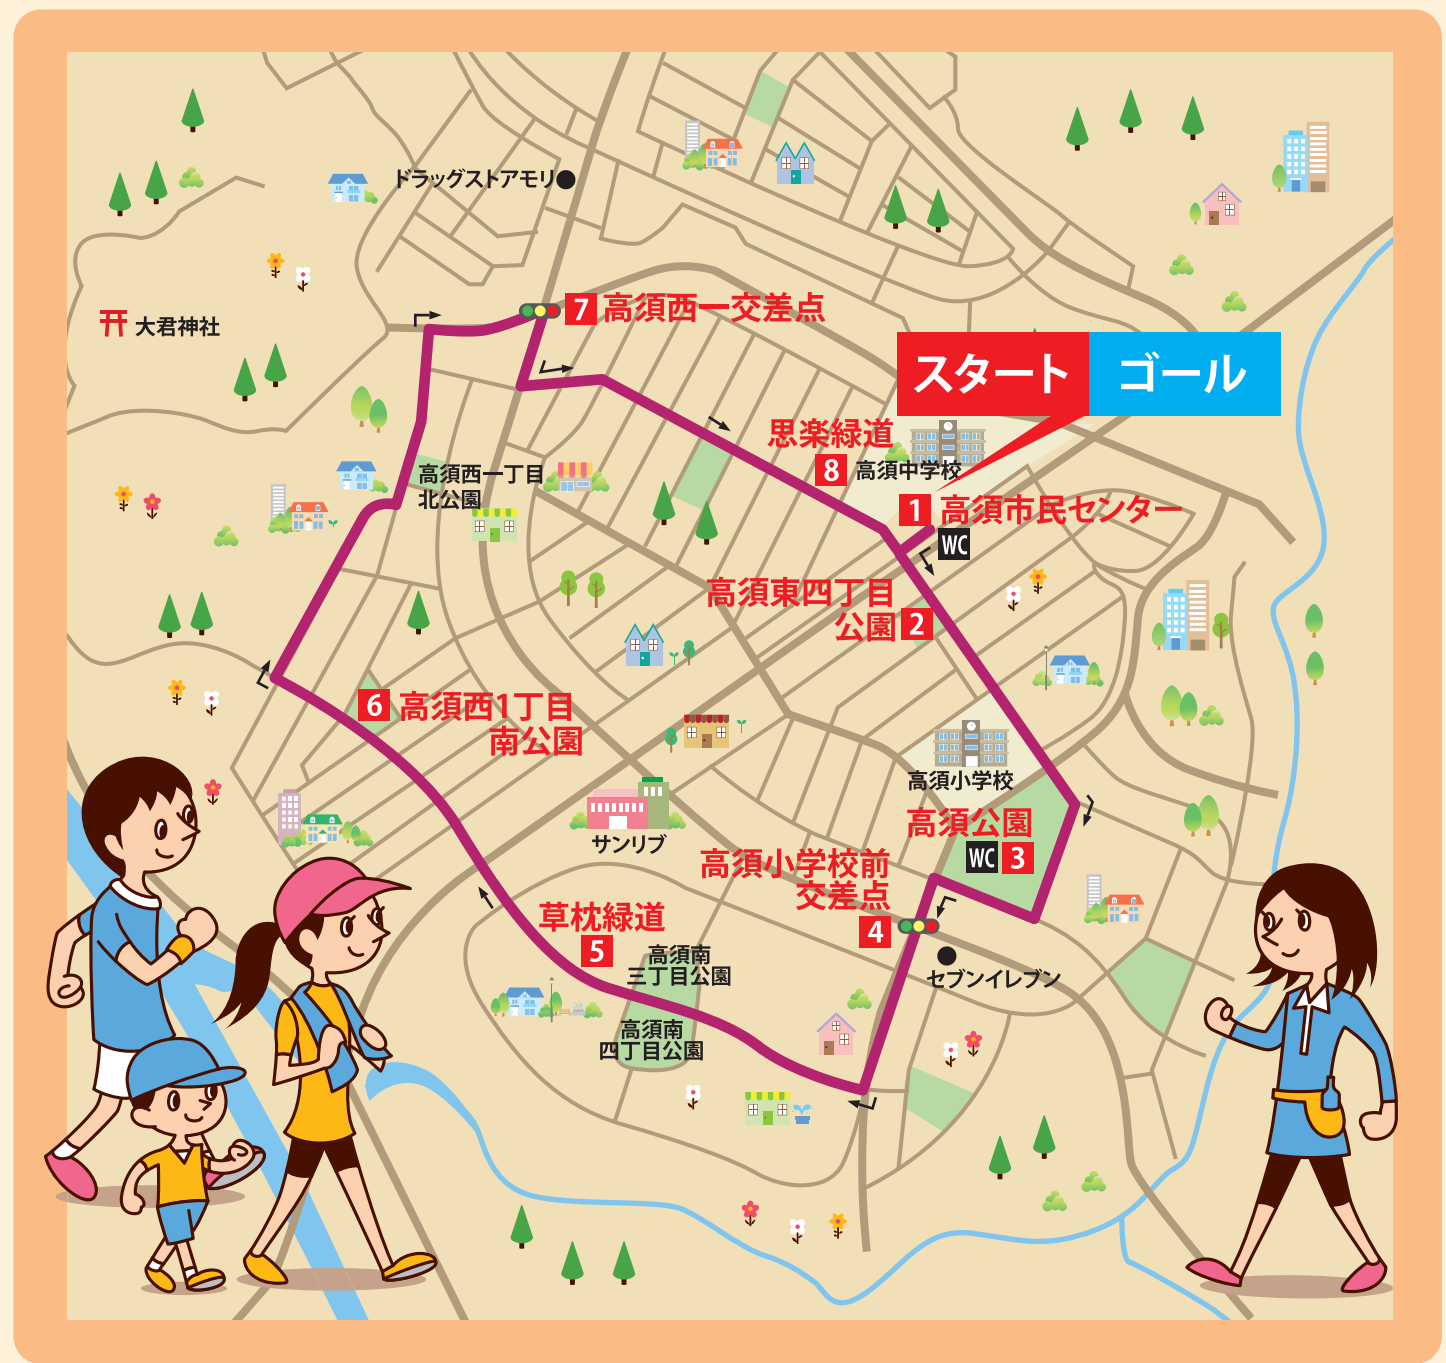 ドラッグストアモリ
大君神社
7 高須西一交差点
スタート ゴール
思楽緑道
8 高須中学校
1 高須市民センター
WC
高須西一丁目
北公園
高須東四丁目
公園 2
6 高須西1丁目
南公園
高須小学校
サンリブ
高須公園
WC 3
高須小学校前
交差点
4
草枕緑道
5
高須南
三丁目公園
セブンイレブン
高須南
四丁目公園